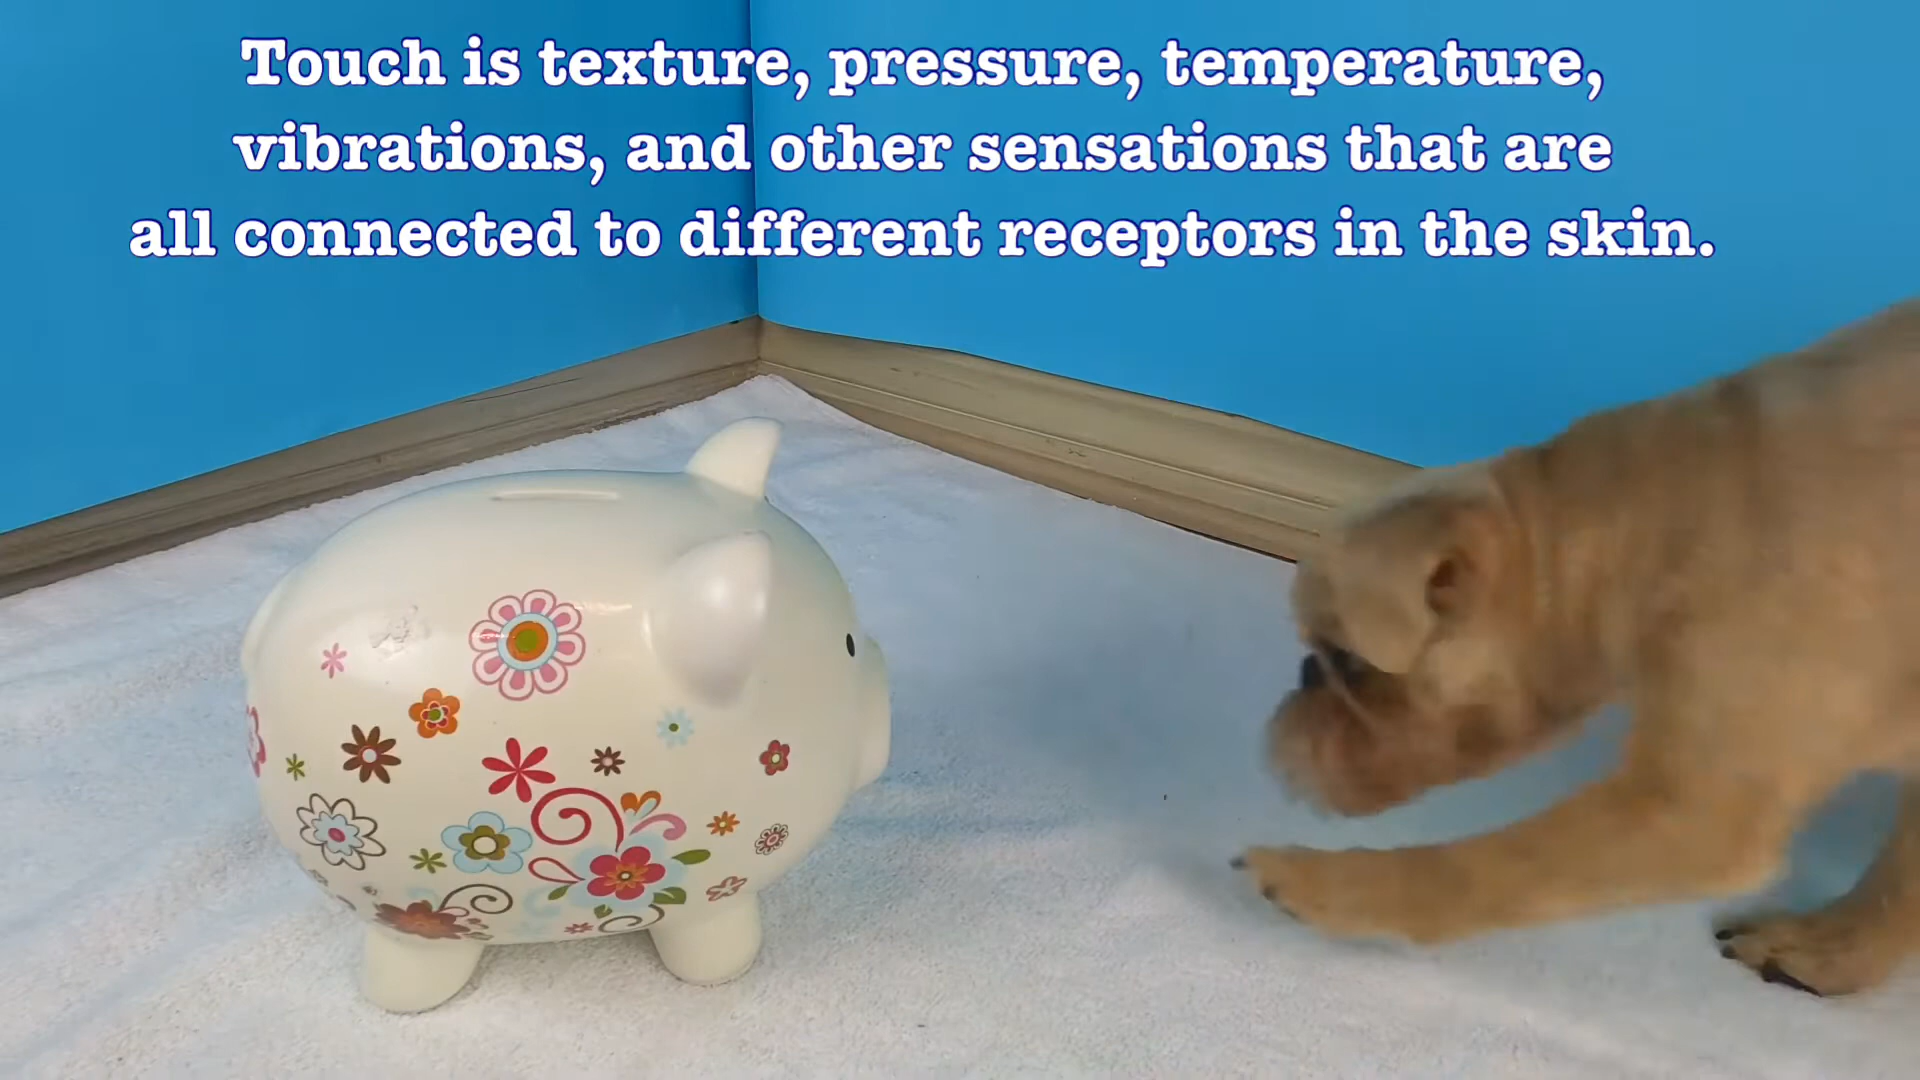 Touch is texture, pressure, temperature,
vibrations, and other sensations that are
all connected to different receptors in the skin.